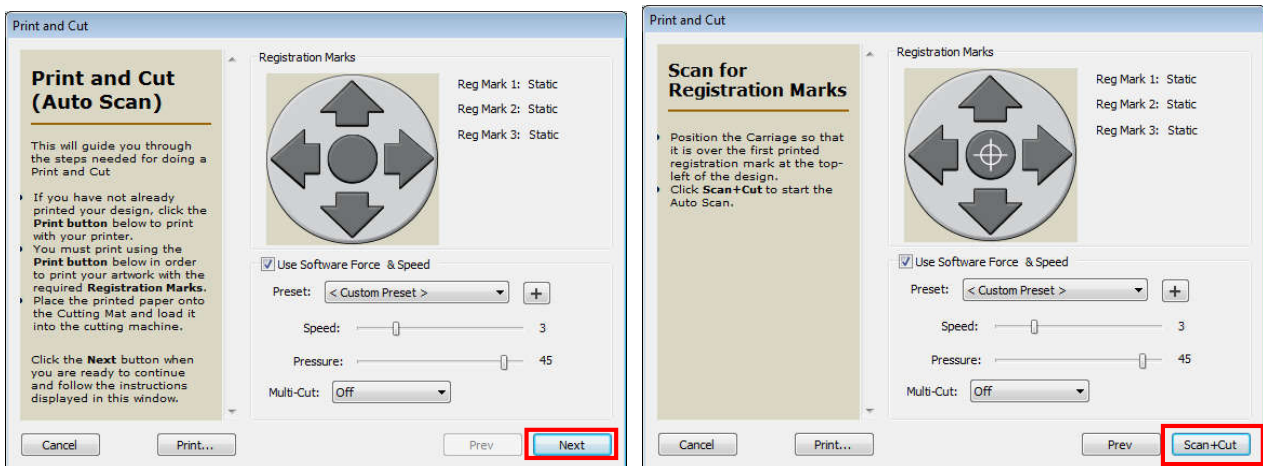 Print and Cut
Print and Cut
(Auto Scan)
This will guide you through
the steps needed for doing a
Print and Cut
If you have not already
printed your design, click the
Print button below to print
with your printer.
You must print using the
Print button below in order
to print your artwork with the
required Registration Marks.
Place the printed paper onto
the Cutting Mat and load it
into the cutting machine.
Click the Next button when
you are ready to continue
and follow the instructions
displayed in this window.
Registration Marks
Reg Mark 1: Static
Reg Mark 2: Static
Reg Mark 3: Static
Use Software Force & Speed
Preset: < Custom Preset > +
Speed: 3
Pressure: 45
Multi-Cut: Off
Cancel Print... Prev Next
Print and Cut
Scan for
Registration Marks
Position the Carriage so that
it is over the first printed
registration mark at the top-
left of the design.
Click Scan+Cut to start the
Auto Scan.
Registration Marks
Reg Mark 1: Static
Reg Mark 2: Static
Reg Mark 3: Static
Use Software Force & Speed
Preset: < Custom Preset > +
Speed: 3
Pressure: 45
Multi-Cut: Off
Cancel Print... Prev Scan+Cut